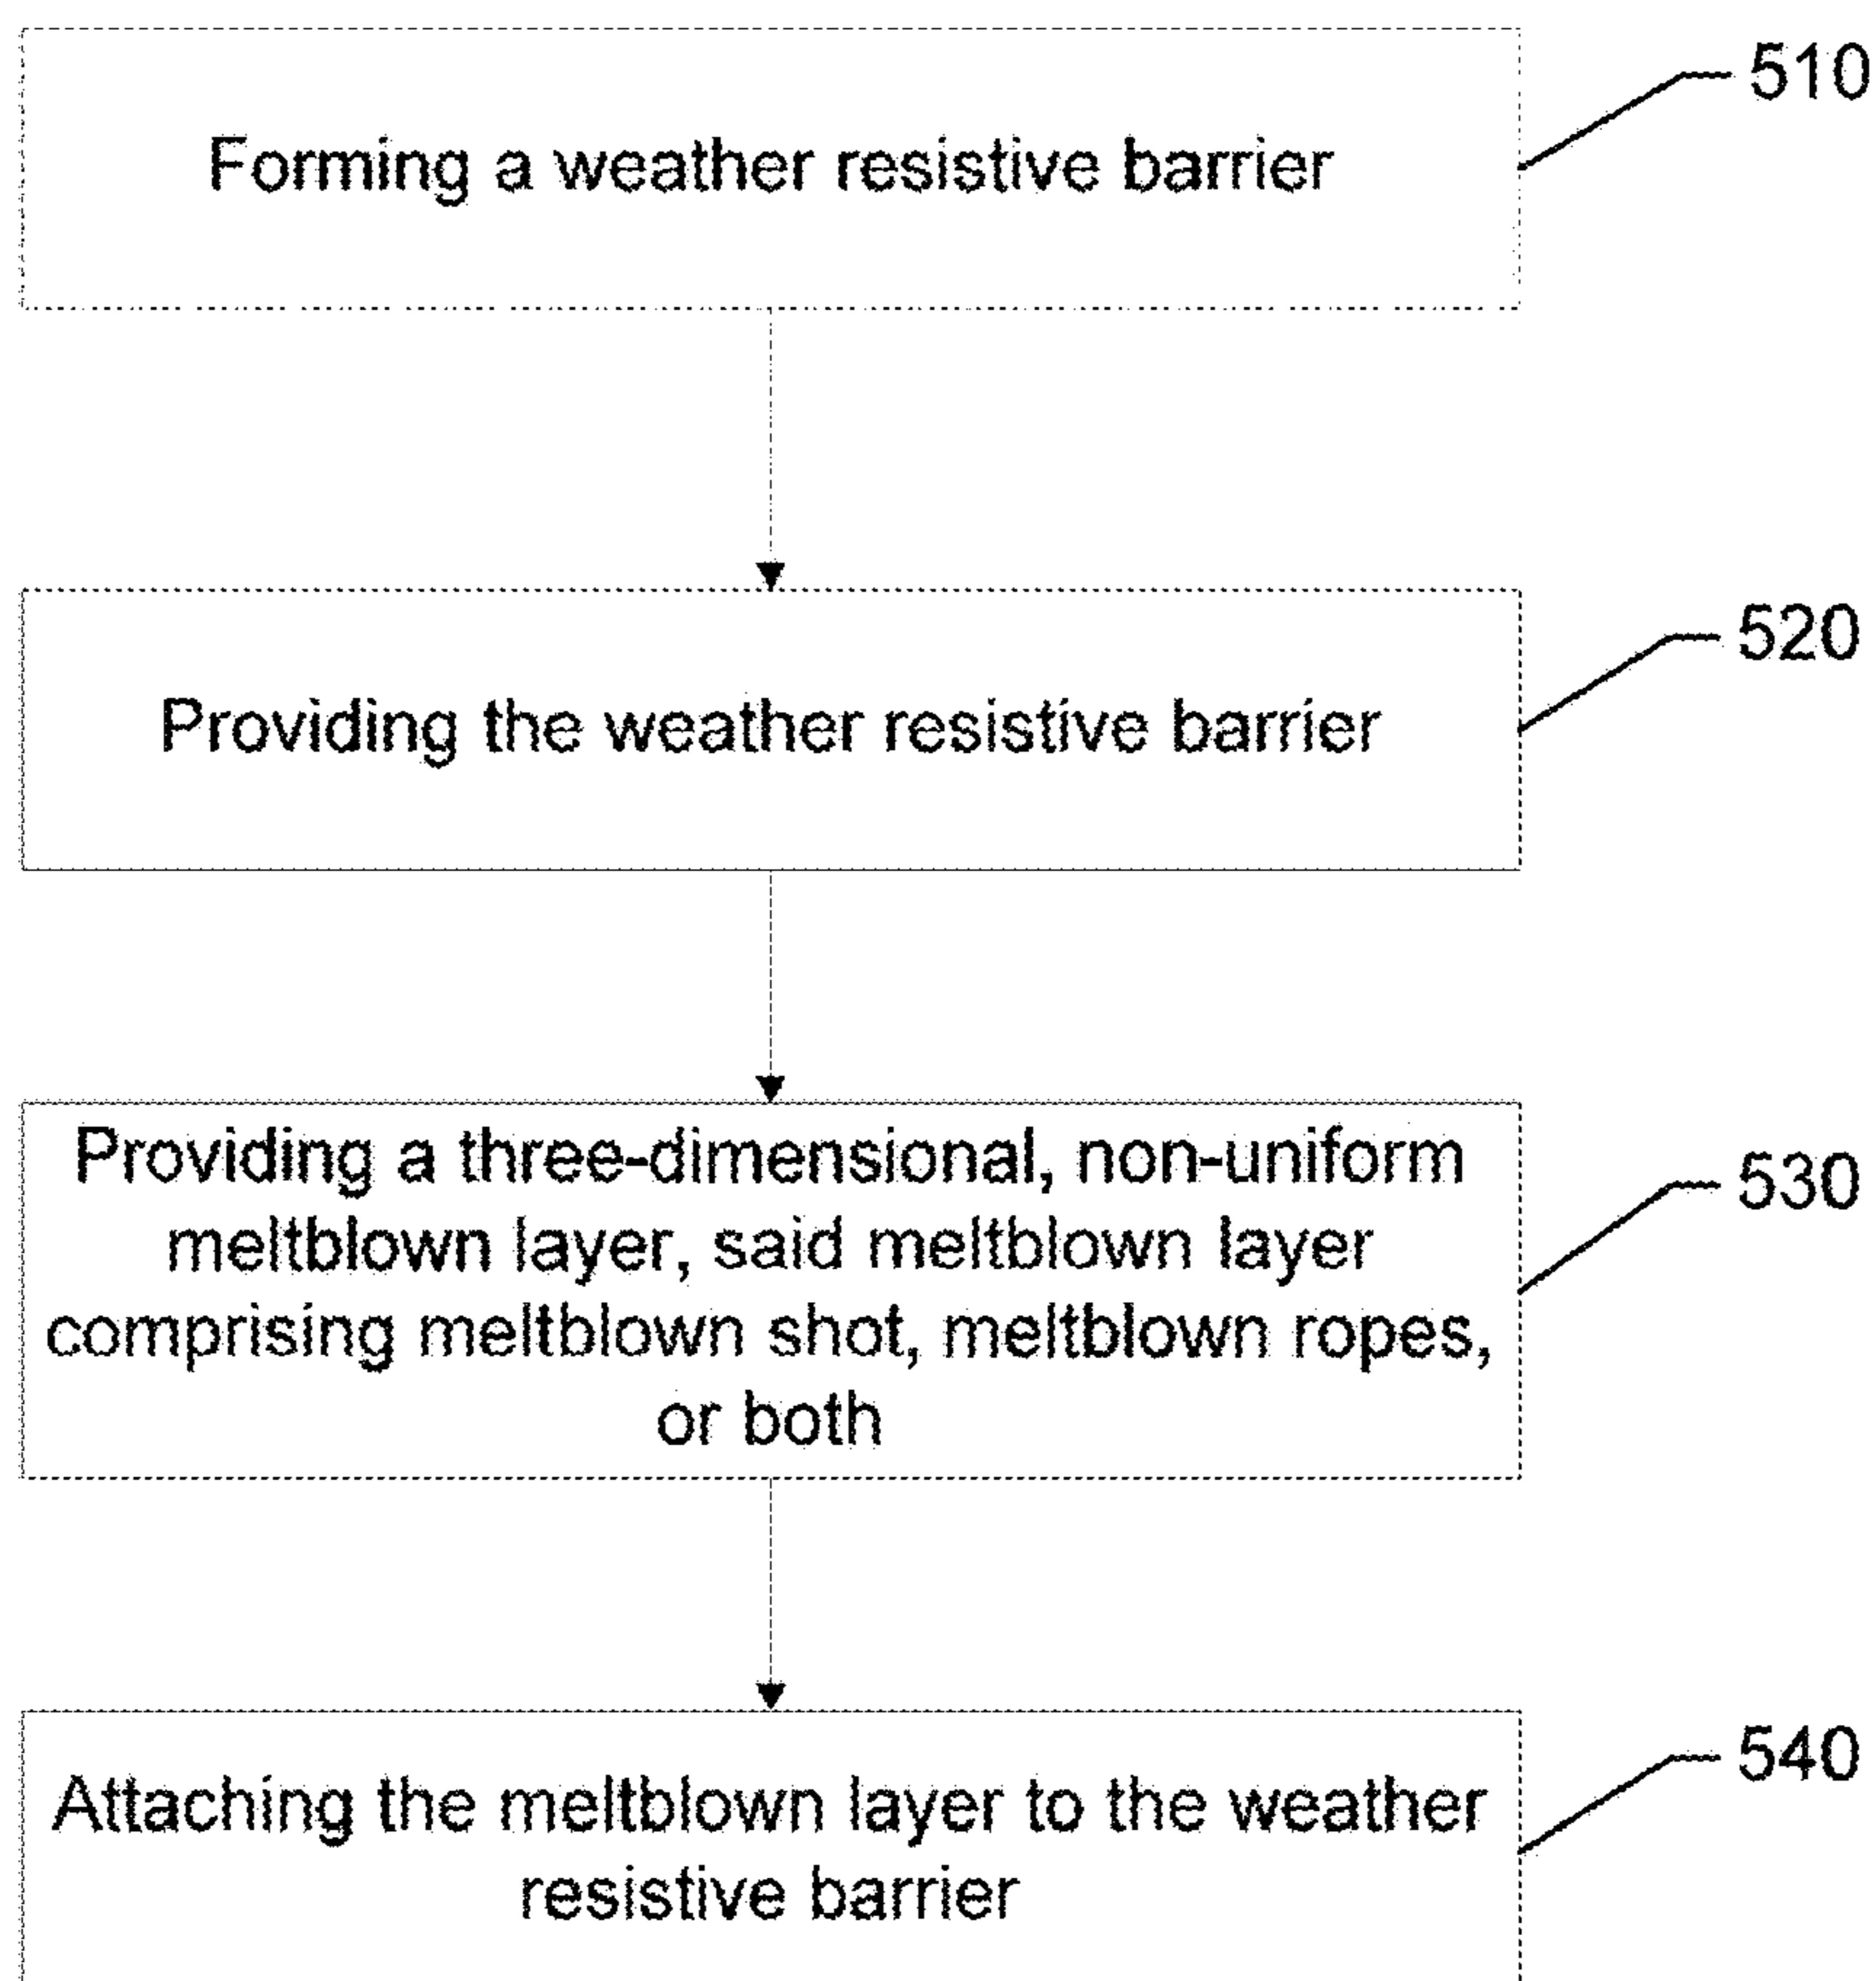 Forming a weather resistive barrier
510
Providing the weather resistive barrier
520
Providing a three-dimensional, non-uniform
meltblown layer, said meltblown layer
comprising meltblown shot, meltblown ropes,
or both
530
Attaching the meltblown layer to the weather
resistive barrier
540